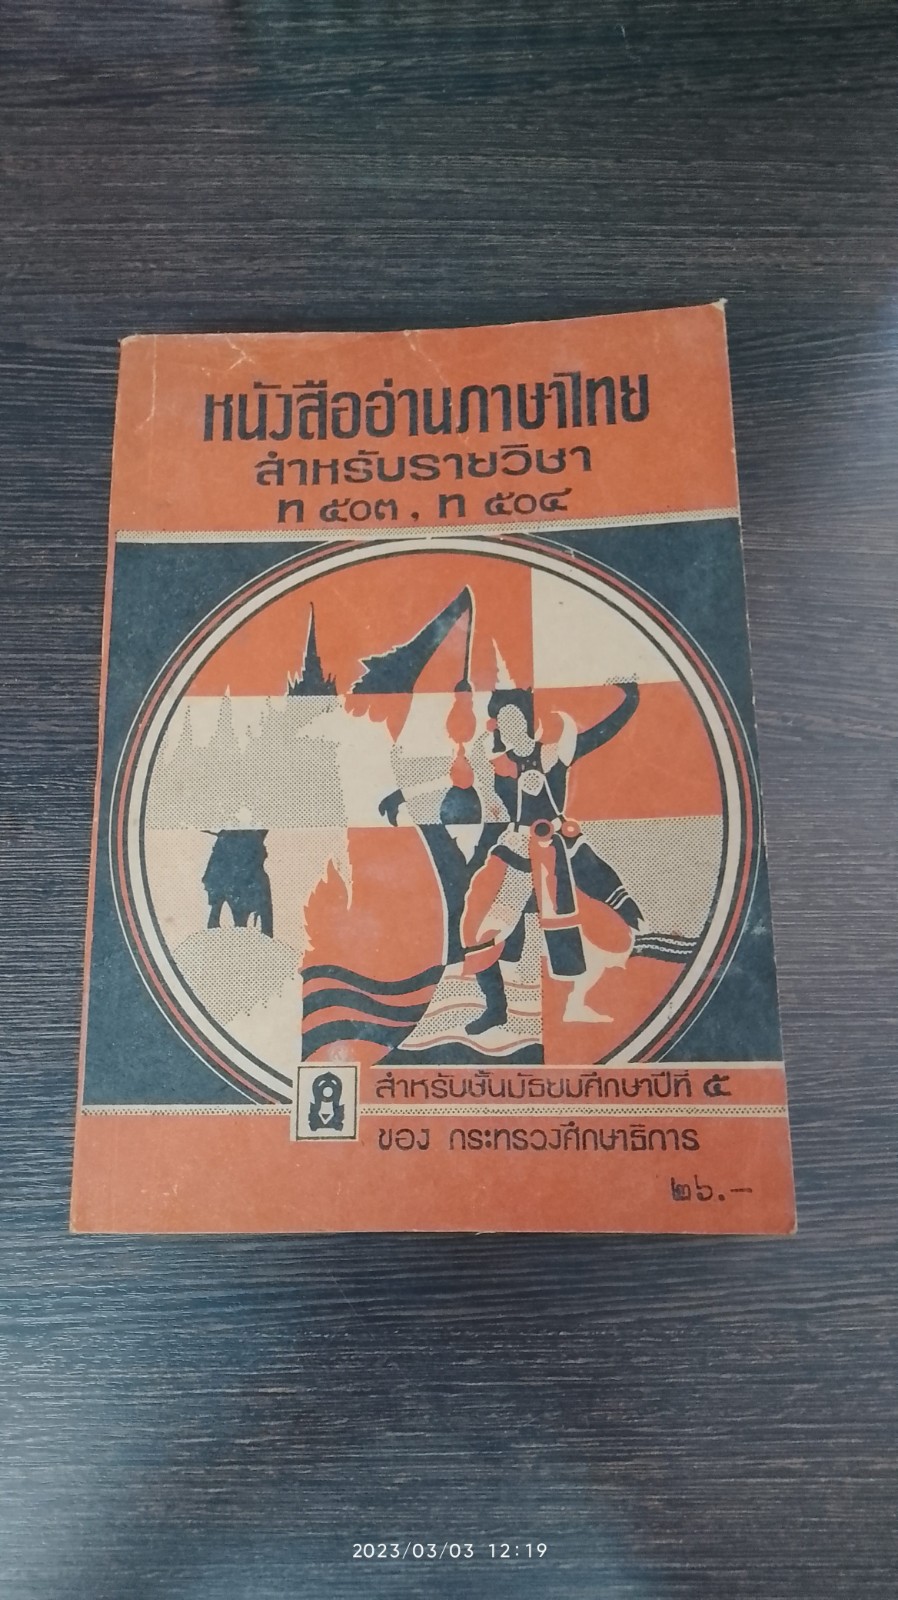 หนังสืออ่านภาษาไทย
สำหรับรายวิชา
ท ๕๐๓ , ท ๕๐๔
สำหรับชั้นมัธยมศึกษาปีที่ ๕
ของ กระทรวงศึกษาธิการ
๒๖.–
2023/03/03 12:19